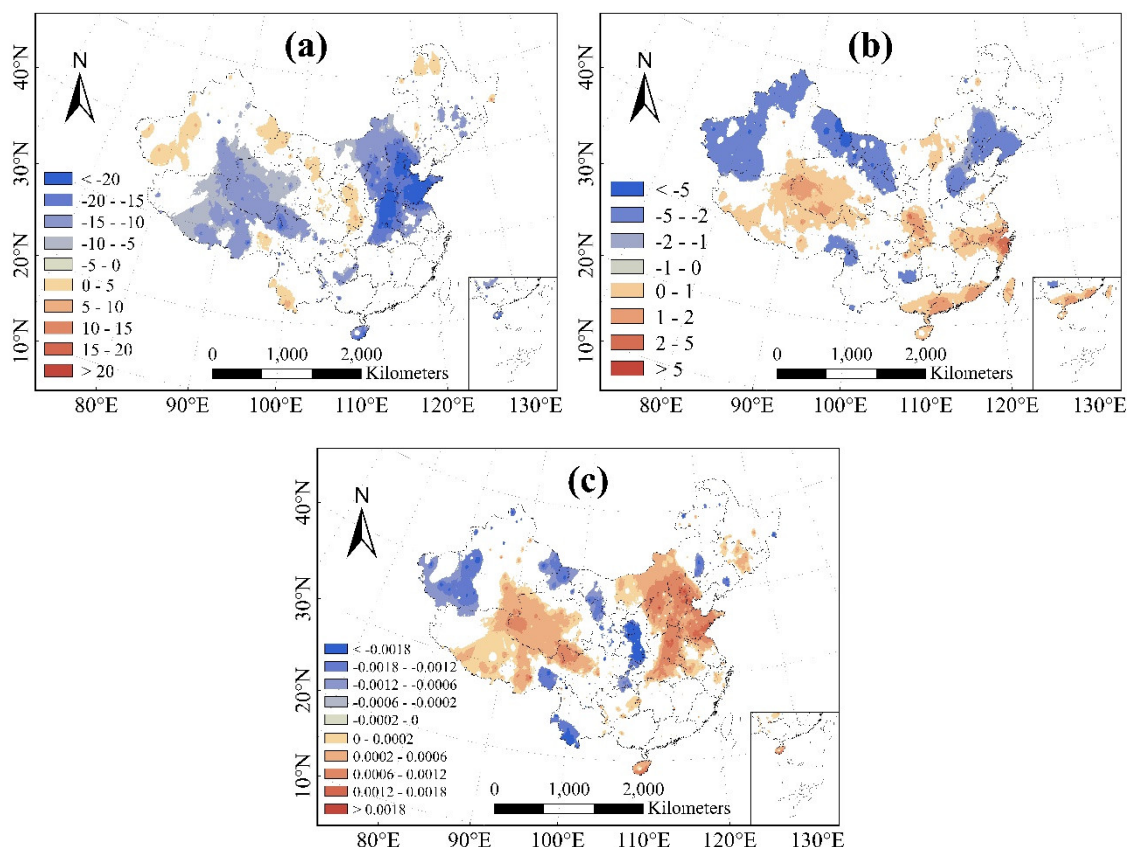 (a)
N
40°N
30°N
20°N
10°N
< -20
-20 - -15
-15 - -10
-10 - -5
-5 - 0
0 - 5
5 - 10
10 - 15
15 - 20
> 20
0 1,000 2,000
Kilometers
80°E 90°E 100°E 110°E 120°E 130°E
(b)
N
40°N
30°N
20°N
10°N
< -5
-5 - -2
-2 - -1
-1 - 0
0 - 1
1 - 2
2 - 5
> 5
0 1,000 2,000
Kilometers
80°E 90°E 100°E 110°E 120°E 130°E
(c)
N
40°N
30°N
20°N
10°N
< -0.0018
-0.0018 - -0.0012
-0.0012 - -0.0006
-0.0006 - -0.0002
-0.0002 - 0
0 - 0.0002
0.0002 - 0.0006
0.0006 - 0.0012
0.0012 - 0.0018
> 0.0018
0 1,000 2,000
Kilometers
80°E 90°E 100°E 110°E 120°E 130°E